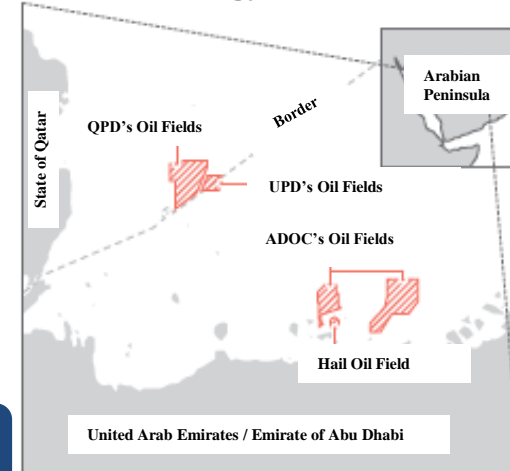 Arabian
Peninsula
Border
QPD's Oil Fields
State of Qatar
UPD's Oil Fields
ADOC's Oil Fields
Hail Oil Field
United Arab Emirates / Emirate of Abu Dhabi